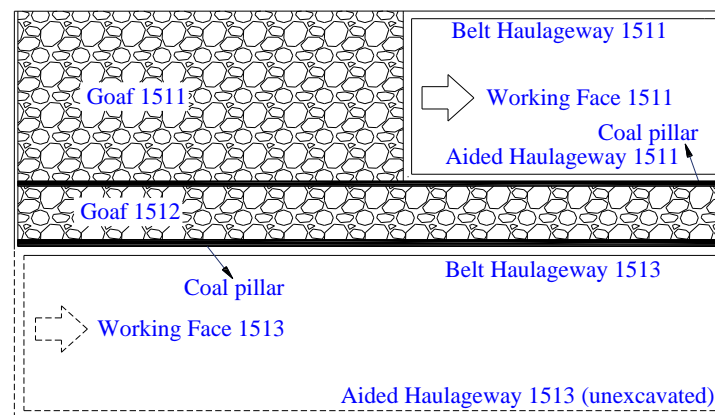 Belt Haulageway 1511
Goaf 1511
Working Face 1511
Coal pillar
Aided Haulageway 1511
Goaf 1512
Belt Haulageway 1513
Coal pillar
Working Face 1513
Aided Haulageway 1513 (unexcavated)